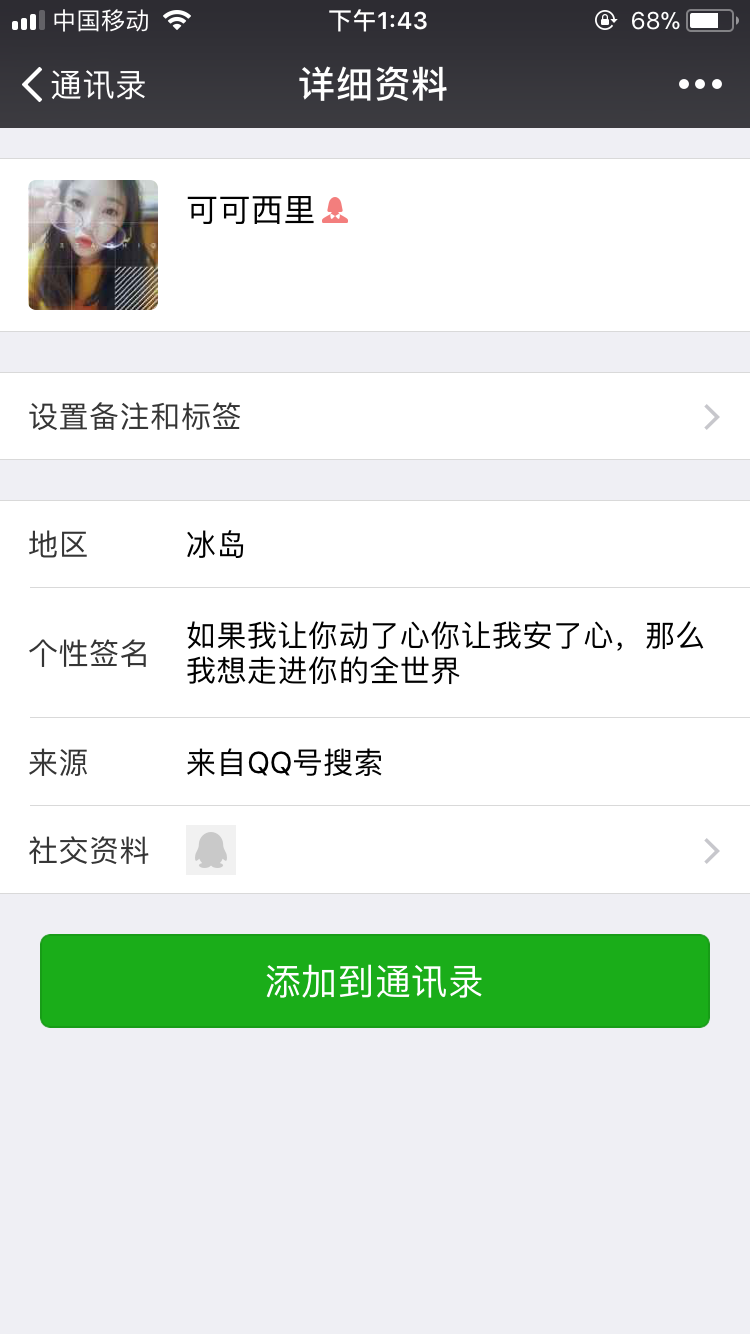 中国移动
下午1:43
68%
通讯录
详细资料
可可西里
设置备注和标签
地区
冰岛
个性签名
如果我让你动了心你让我安了心，那么
我想走进你的全世界
来源
来自QQ号搜索
社交资料
添加到通讯录